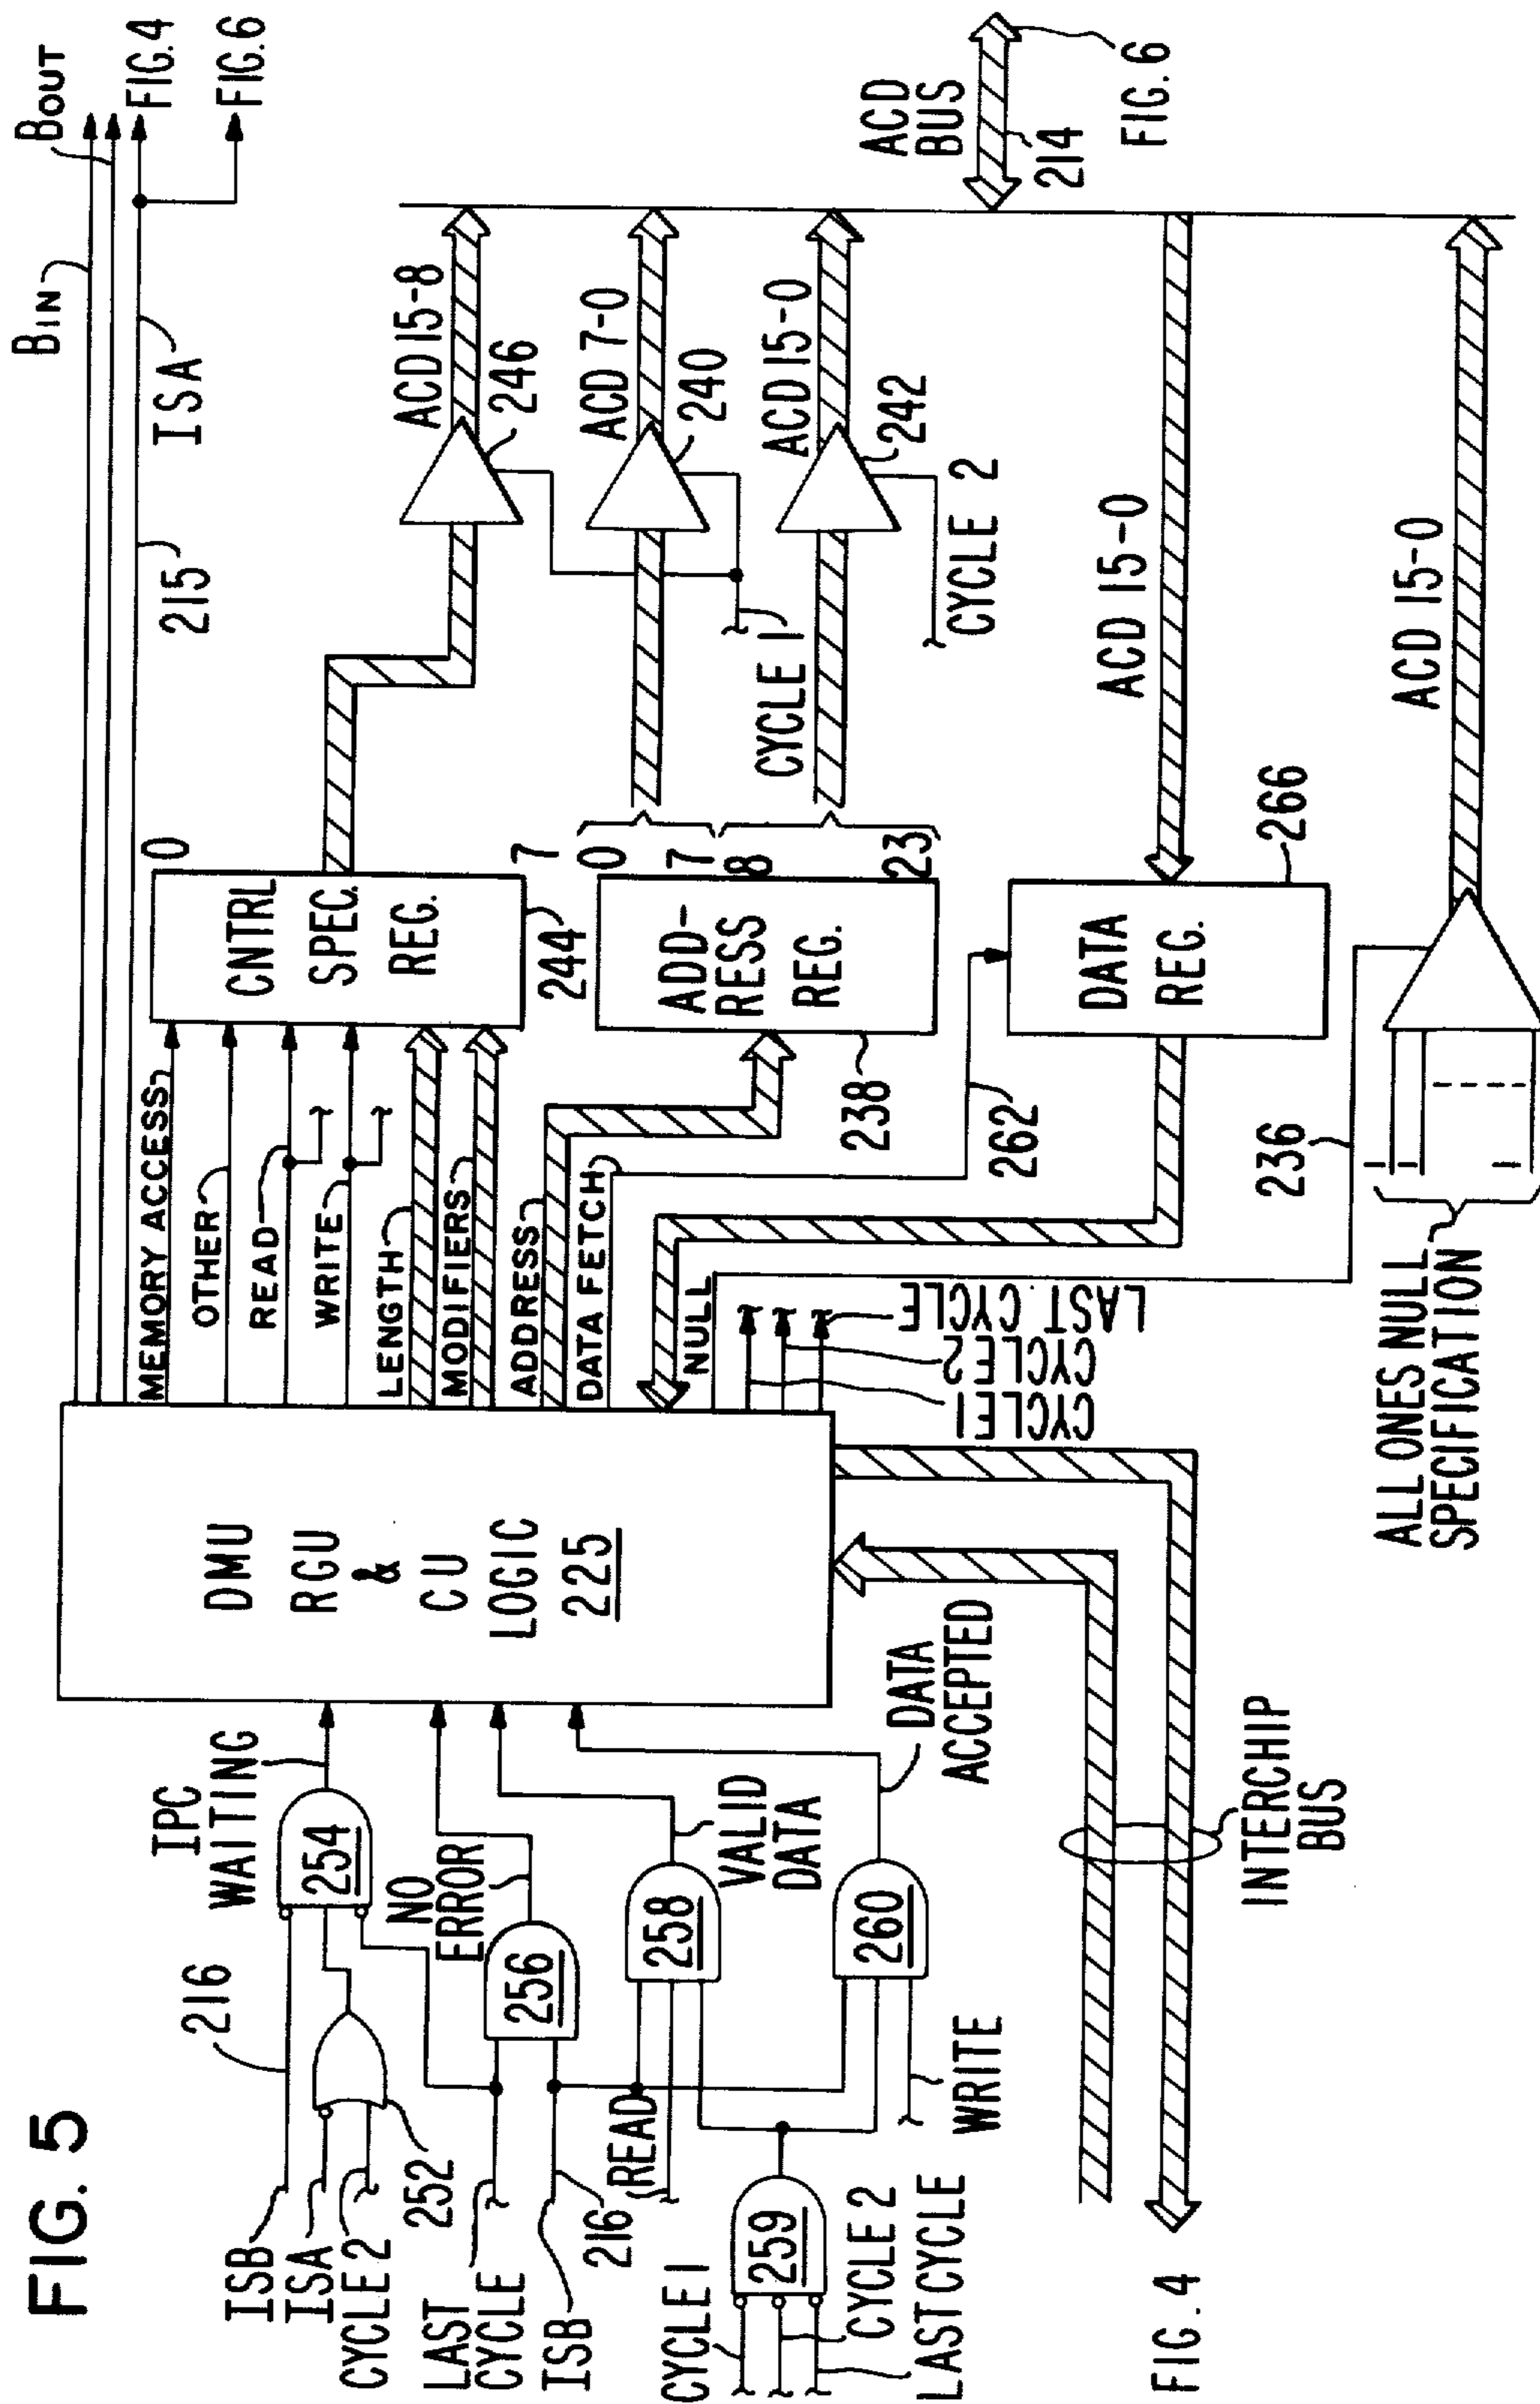 FIG. 5
BIN
BOUT
FIG. 4
FIG. 6
215
ISA
ISB
ISA
CYCLE 2
252
216
254
IPC
WAITING
LAST
CYCLE
ISB
216
256
NO
ERROR
READ
258
VALID
DATA
CYCLE 1
259
CYCLE 2
LAST CYCLE
WRITE
260
DATA
ACCEPTED
DMU
RGU
&
CU
LOGIC
225
MEMORY ACCESS
OTHER
READ
WRITE
LENGTH
MODIFIERS
ADDRESS
DATA FETCH
NULL
CYCLE 1
CYCLE 2
LAST CYCLE
CNTRL
SPEC.
REG.
0
7
244
ADD-
RESS
REG.
0
7
8
23
238
262
DATA
REG.
266
236
ACD 15-8
246
ACD 7-0
240
CYCLE 1
ACD 15-0
242
CYCLE 2
ACD 15-0
ACD 15-0
ACD
BUS
214
FIG. 6
1
1
1
ALL ONES NULL
SPECIFICATION
INTERCHIP
BUS
FIG. 4